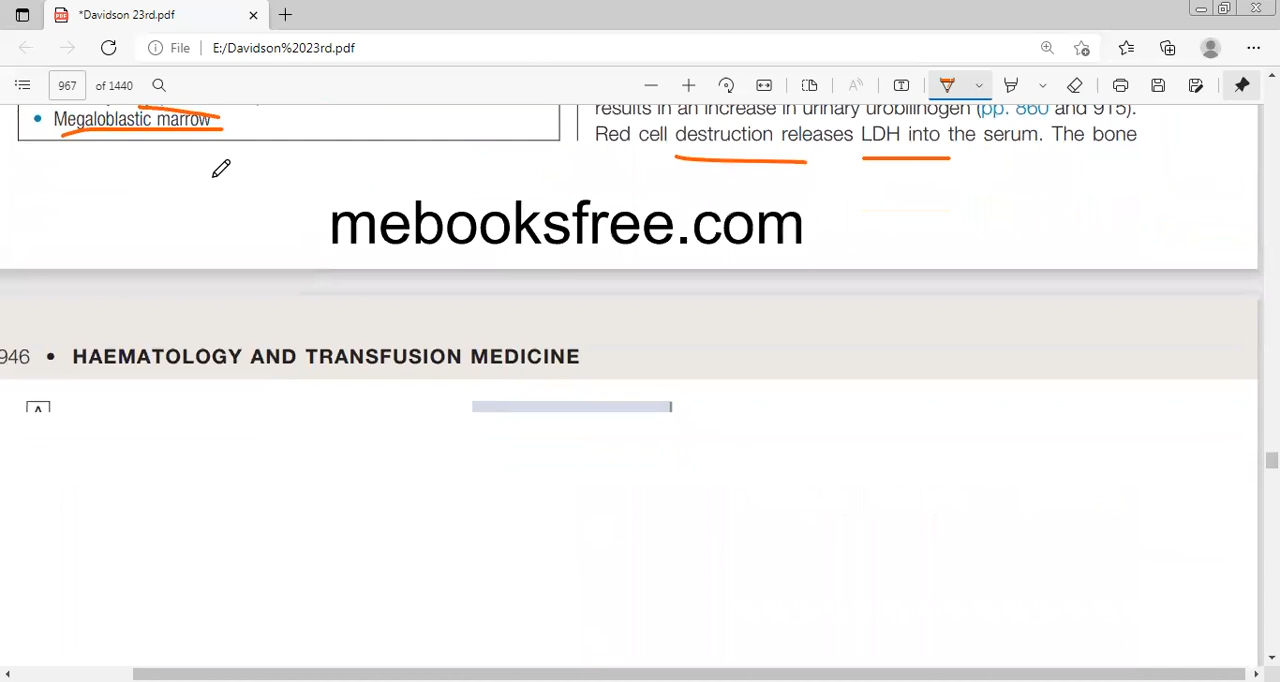 *Davidson 23rd.pdf
File
E:/Davidson%2023rd.pdf
967 of 1440
Megaloblastic marrow
results in an increase in urinary urobilinogen (pp. 860 and 915).
Red cell destruction releases LDH into the serum. The bone
mebooksfree.com
946 • HAEMATOLOGY AND TRANSFUSION MEDICINE
A